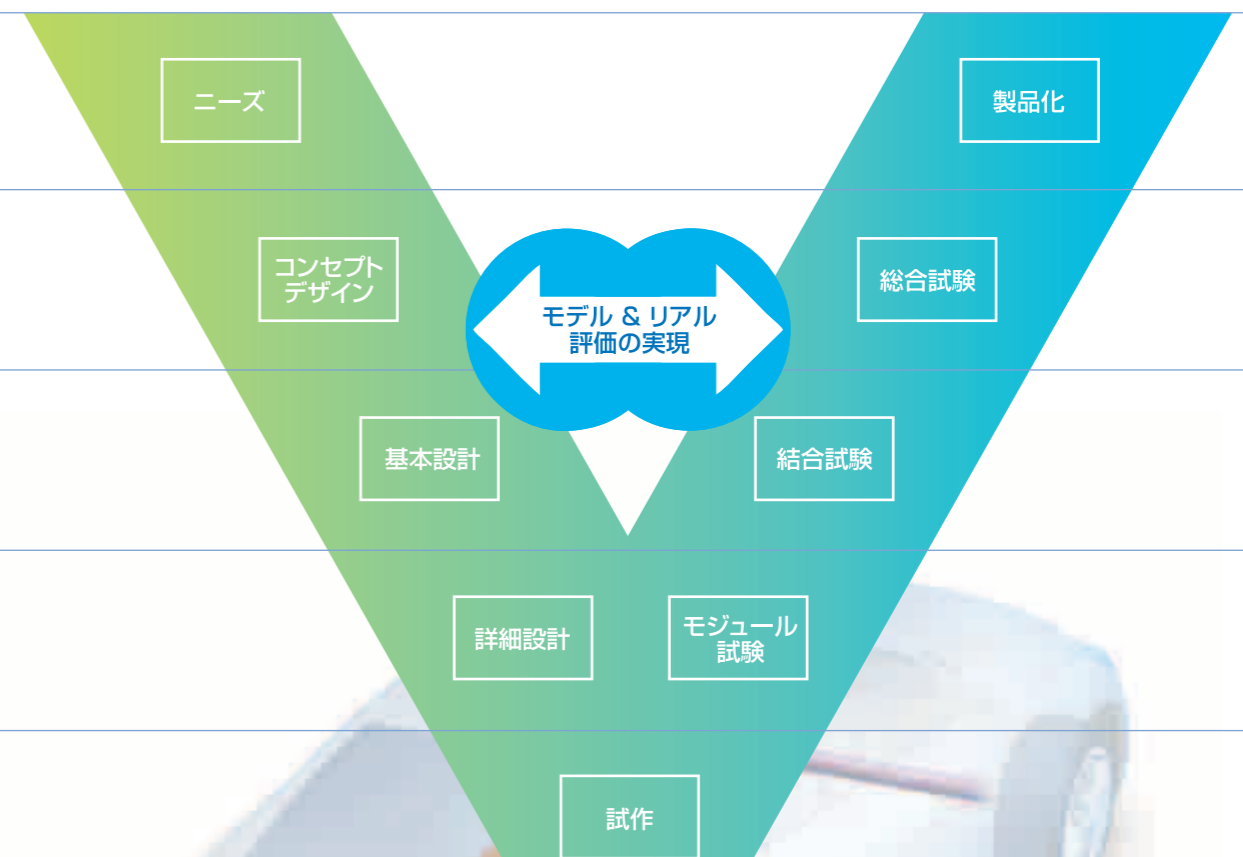 ニーズ
製品化
コンセプト
デザイン
モデル & リアル
評価の実現
総合試験
基本設計
結合試験
詳細設計
モジュール
試験
試作